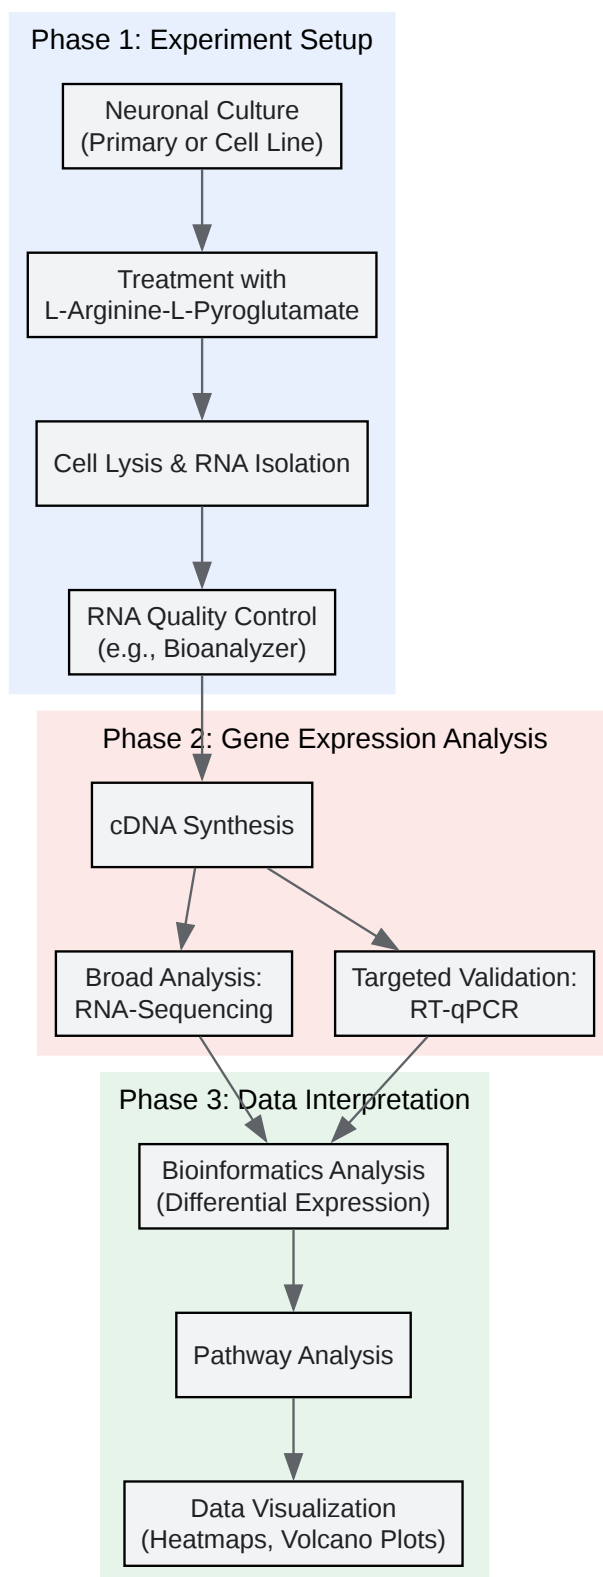 Phase 1: Experiment Setup
Neuronal Culture
(Primary or Cell Line)
Treatment with
L-Arginine-L-Pyroglutamate
Cell Lysis & RNA Isolation
RNA Quality Control
(e.g., Bioanalyzer)
Phase 2: Gene Expression Analysis
cDNA Synthesis
Broad Analysis:
RNA-Sequencing
Targeted Validation:
RT-qPCR
Phase 3: Data Interpretation
Bioinformatics Analysis
(Differential Expression)
Pathway Analysis
Data Visualization
(Heatmaps, Volcano Plots)